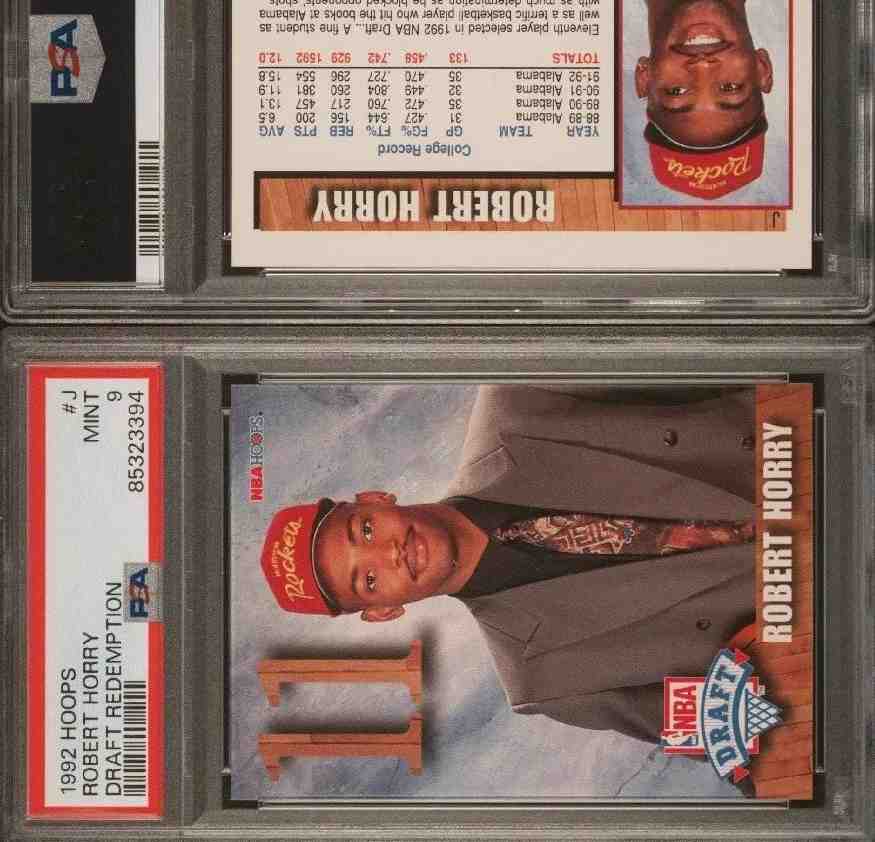 PSA
Eleventh player selected in 1992 NBA Draft... A fine student as
well as a terrific basketball player who hit the books at Alabama
with as much determination as he blocked opponents' shots.
TOTALS 133 .458 .742 929 1592 12.0
91-92 Alabama 35 .470 .727 296 554 15.8
90-91 Alabama 32 .449 .804 260 381 11.9
89-90 Alabama 35 .472 .760 217 457 13.1
88-89 Alabama 31 .427 .644 156 200 6.5
YEAR TEAM GP FG% FT% REB PTS AVG
College Record
ROBERT HORRY
HOUSTON
Rockets
J
1992 HOOPS #J
ROBERT HORRY MINT
DRAFT REDEMPTION 9
85323394
PSA
NBA HOOPS
HOUSTON
Rockets
11
NBA
DRAFT
ROBERT HORRY